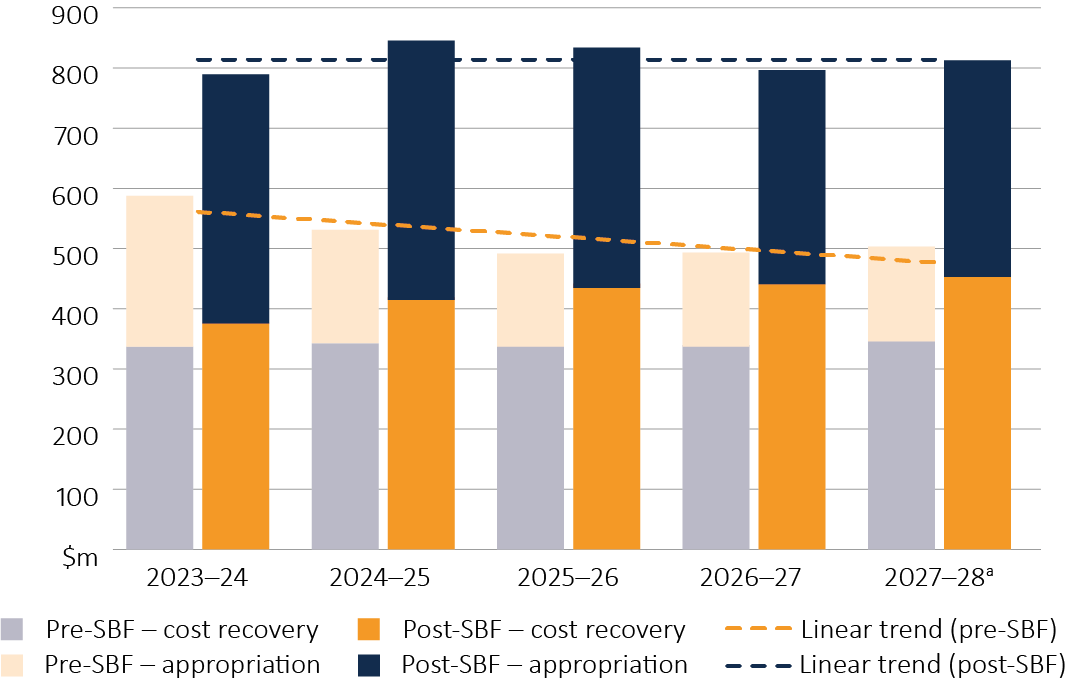 900
800
700
600
500
400
300
200
100
$m
2023–24 2024–25 2025–26 2026–27 2027–28ᵃ
Pre-SBF – cost recovery Post-SBF – cost recovery Linear trend (pre-SBF)
Pre-SBF – appropriation Post-SBF – appropriation Linear trend (post-SBF)